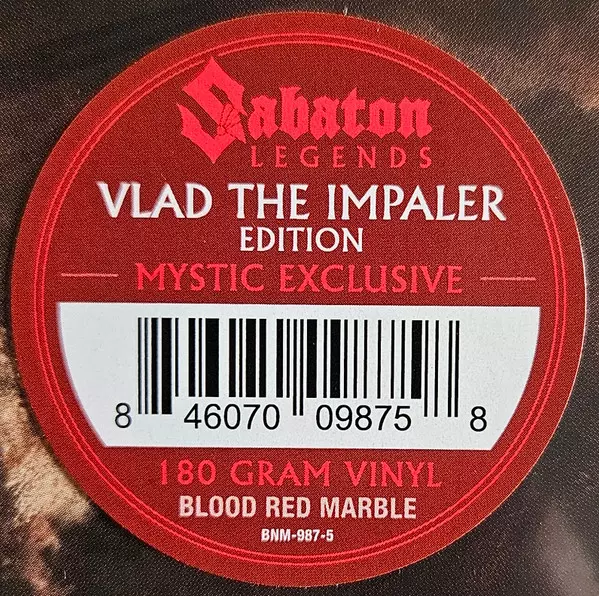 Sabaton
LEGENDS
VLAD THE IMPALER
EDITION
MYSTIC EXCLUSIVE
8 46070 09875 8
180 GRAM VINYL
BLOOD RED MARBLE
BNM-987-5